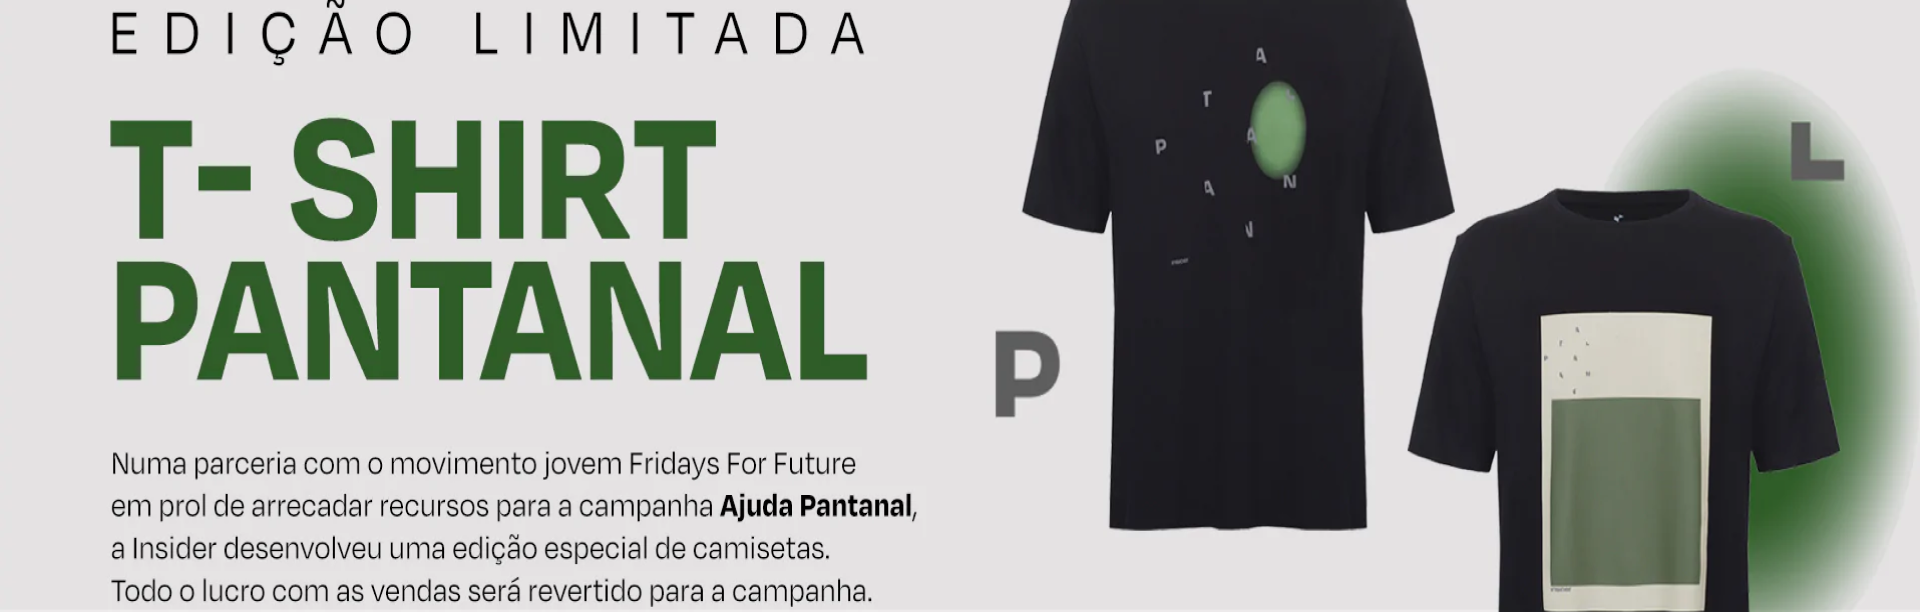 EDIÇÃO LIMITADA
T- SHIRT
PANTANAL
Numa parceria com o movimento jovem Fridays For Future
em prol de arrecadar recursos para a campanha Ajuda Pantanal,
a Insider desenvolveu uma edição especial de camisetas.
Todo o lucro com as vendas será revertido para a campanha.
P
L
P
A
N
T
A
N
A
L
P
A
N
T
A
N
A
L